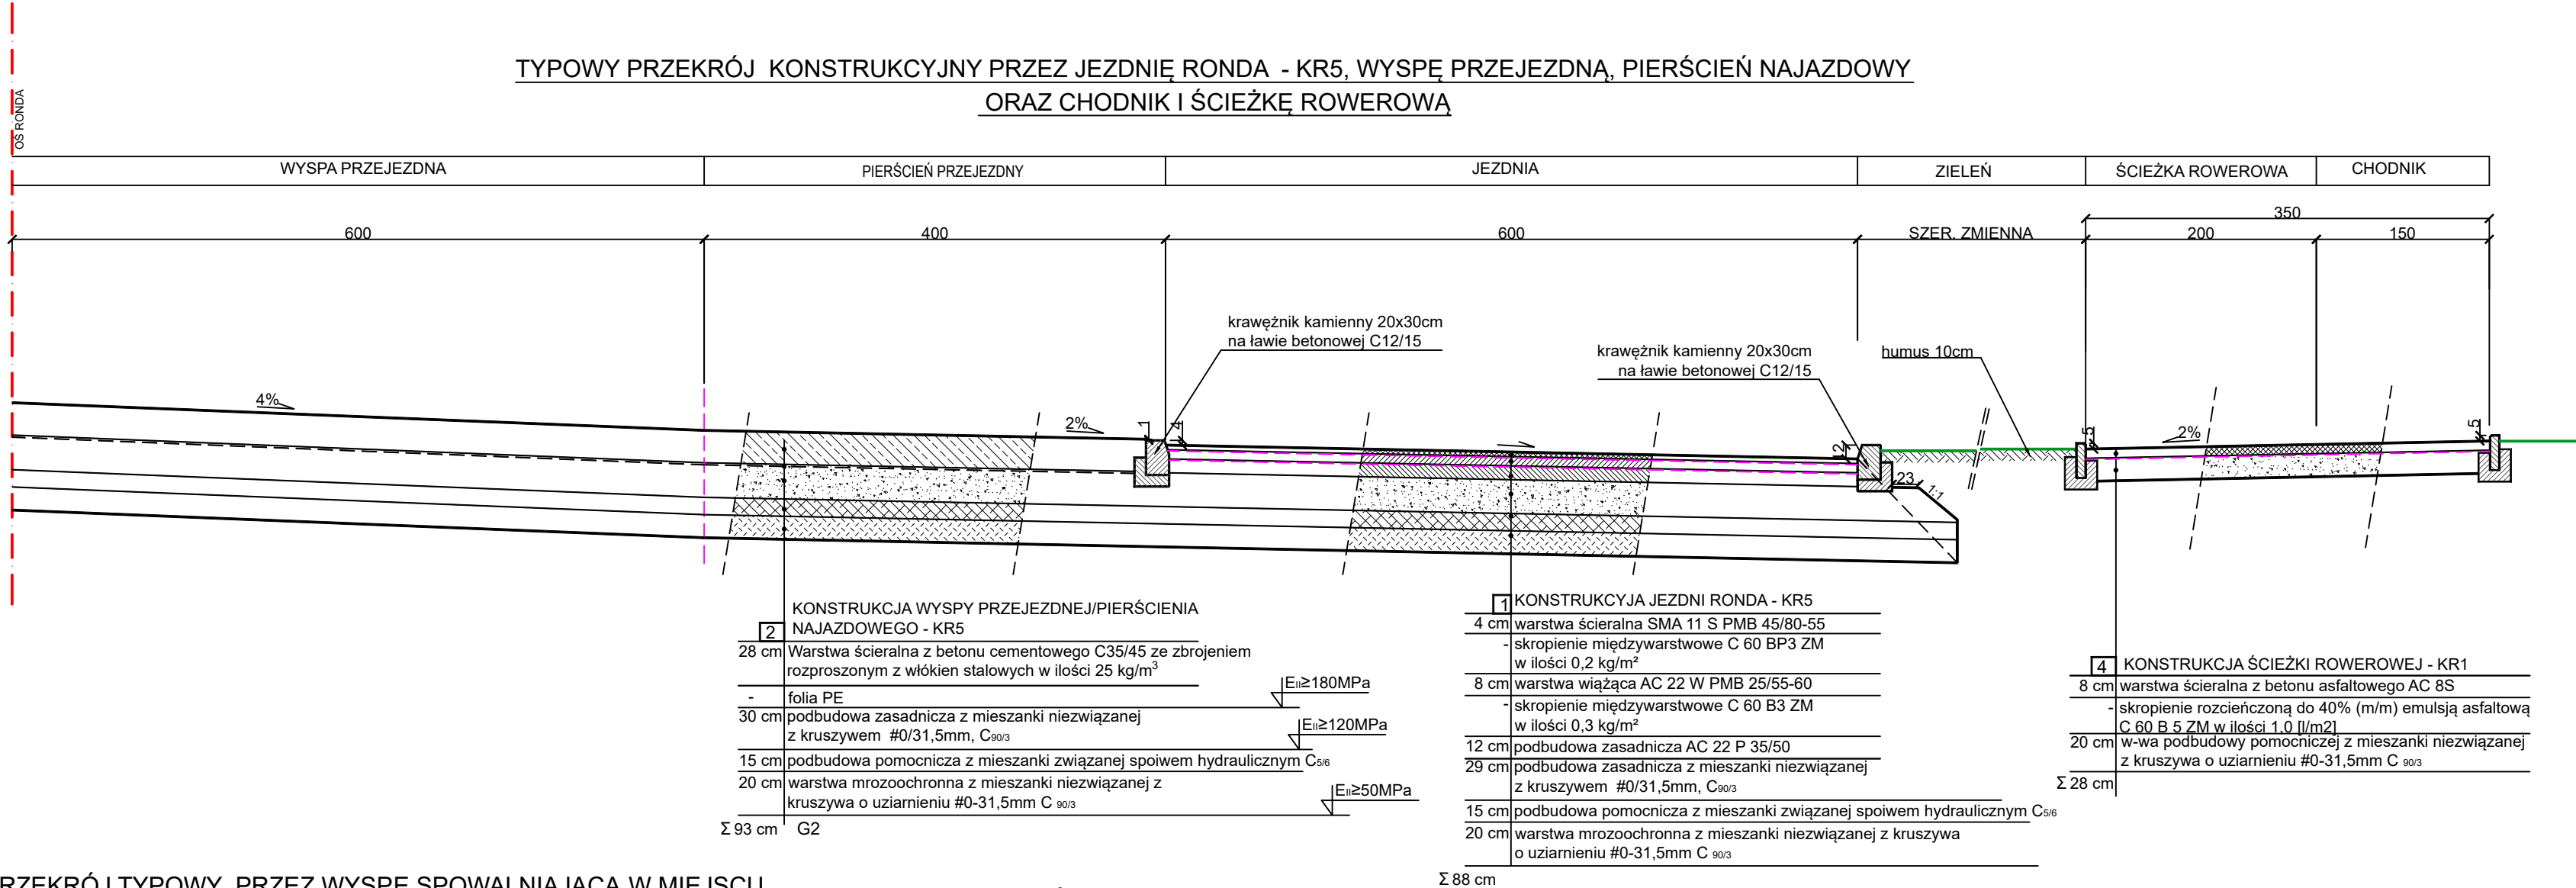 TYPOWY PRZEKRÓJ  KONSTRUKCYJNY PRZEZ JEZDNIĘ RONDA  - KR5, WYSPĘ PRZEJEZDNĄ, PIERŚCIEŃ NAJAZDOWY
ORAZ CHODNIK I ŚCIEŻKĘ ROWEROWĄ
OŚ RONDA
WYSPA PRZEJEZDNA
PIERŚCIEŃ PRZEJEZDNY
JEZDNIA
ZIELEŃ
ŚCIEŻKA ROWEROWA
CHODNIK
350
600
400
600
SZER. ZMIENNA
200
150
krawężnik kamienny 20x30cm
na ławie betonowej C12/15
krawężnik kamienny 20x30cm
na ławie betonowej C12/15
humus 10cm
4%
2%
1
4
2
23
1:1
5
2%
5
KONSTRUKCJA WYSPY PRZEJEZDNEJ/PIERŚCIENIA
2 NAJAZDOWEGO - KR5
28 cm Warstwa ścieralna z betonu cementowego C35/45 ze zbrojeniem
rozproszonym z włókien stalowych w ilości 25 kg/m³
- folia PE
EII≥180MPa
30 cm podbudowa zasadnicza z mieszanki niezwiązanej
z kruszywem  #0/31,5mm, C90/3
EII≥120MPa
15 cm podbudowa pomocnicza z mieszanki związanej spoiwem hydraulicznym C5/6
20 cm warstwa mrozoochronna z mieszanki niezwiązanej z
kruszywa o uziarnieniu #0-31,5mm C 90/3
EII≥50MPa
Σ 93 cm G2
1 KONSTRUKCYJA JEZDNI RONDA - KR5
4 cm warstwa ścieralna SMA 11 S PMB 45/80-55
- skropienie międzywarstwowe C 60 BP3 ZM
w ilości 0,2 kg/m²
8 cm warstwa wiążąca AC 22 W PMB 25/55-60
- skropienie międzywarstwowe C 60 B3 ZM
w ilości 0,3 kg/m²
12 cm podbudowa zasadnicza AC 22 P 35/50
29 cm podbudowa zasadnicza z mieszanki niezwiązanej
z kruszywem  #0/31,5mm, C90/3
15 cm podbudowa pomocnicza z mieszanki związanej spoiwem hydraulicznym C5/6
20 cm warstwa mrozoochronna z mieszanki niezwiązanej z kruszywa
o uziarnieniu #0-31,5mm C 90/3
Σ 88 cm
4 KONSTRUKCJA ŚCIEŻKI ROWEROWEJ - KR1
8 cm warstwa ścieralna z betonu asfaltowego AC 8S
- skropienie rozcieńczoną do 40% (m/m) emulsją asfaltową
C 60 B 5 ZM w ilości 1,0 [l/m2]
20 cm w-wa podbudowy pomocniczej z mieszanki niezwiązanej
z kruszywa o uziarnieniu #0-31,5mm C 90/3
Σ 28 cm
RZEKRÓJ TYPOWY  PRZEZ WYSPĘ SPOWALNIAJĄCĄ W MIEJSCU